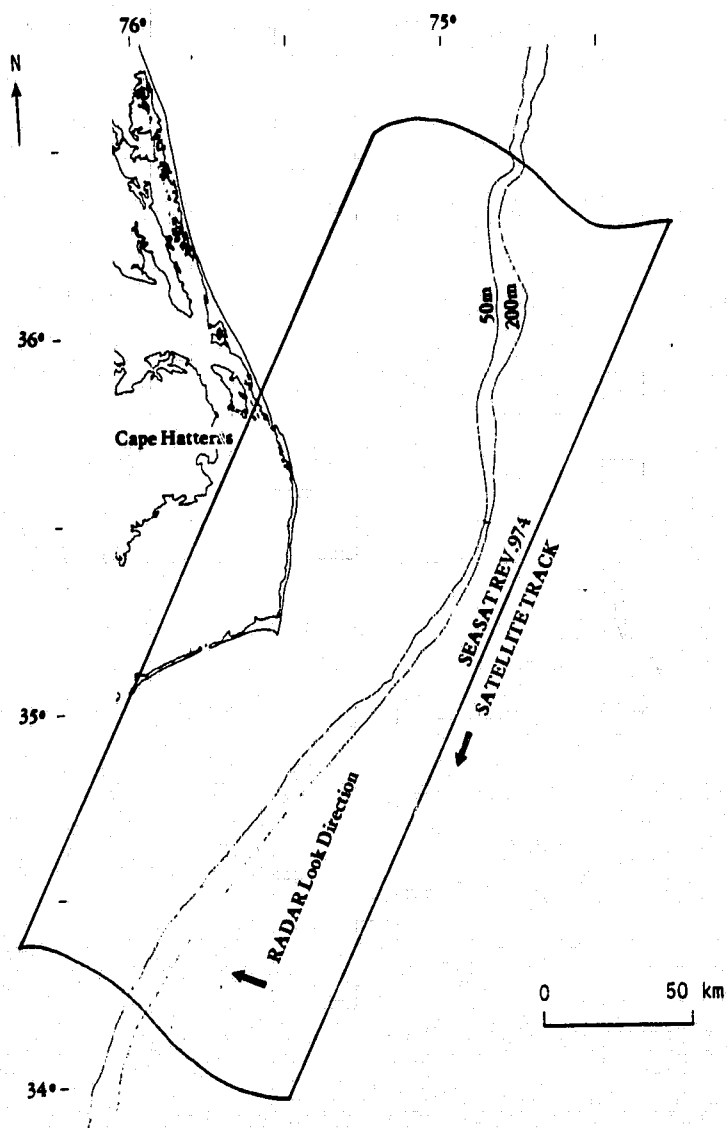 76° 75°
N
50m
200m
36°
Cape Hatteras
SEASAT REV. 974
SATELLITE TRACK
35°
RADAR Look Direction
0 50 km
34°